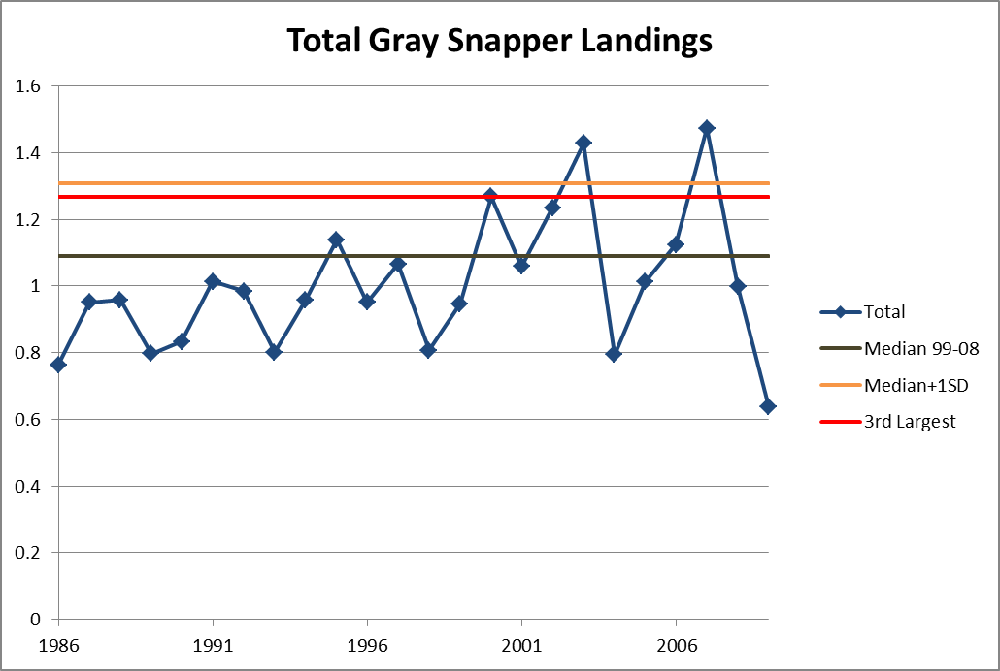 Total Gray Snapper Landings
1.6
1.4
1.2
1
0.8
0.6
0.4
0.2
0
1986 1991 1996 2001 2006
Total
Median 99-08
Median+1SD
3rd Largest